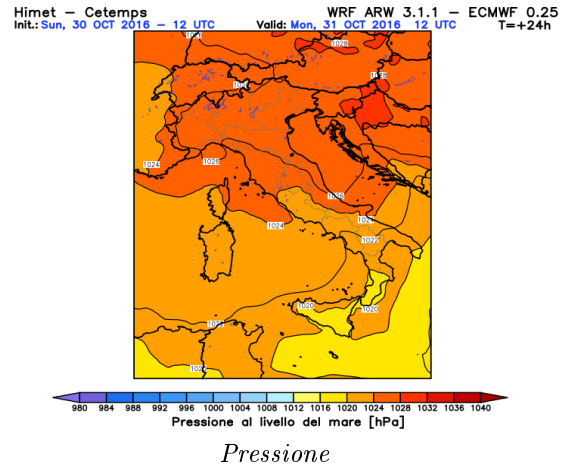 Himet – Cetemps WRF ARW 3.1.1 – ECMWF 0.25
Init.: Sun, 30 OCT 2016 – 12 UTC Valid: Mon, 31 OCT 2016 12 UTC T=+24h
1028
1028
1024
1026
1026
1024
1024
1022
1020
1020
980 984 988 992 996 1000 1004 1008 1012 1016 1020 1024 1028 1032 1036 1040
Pressione al livello del mare [hPa]
Pressione